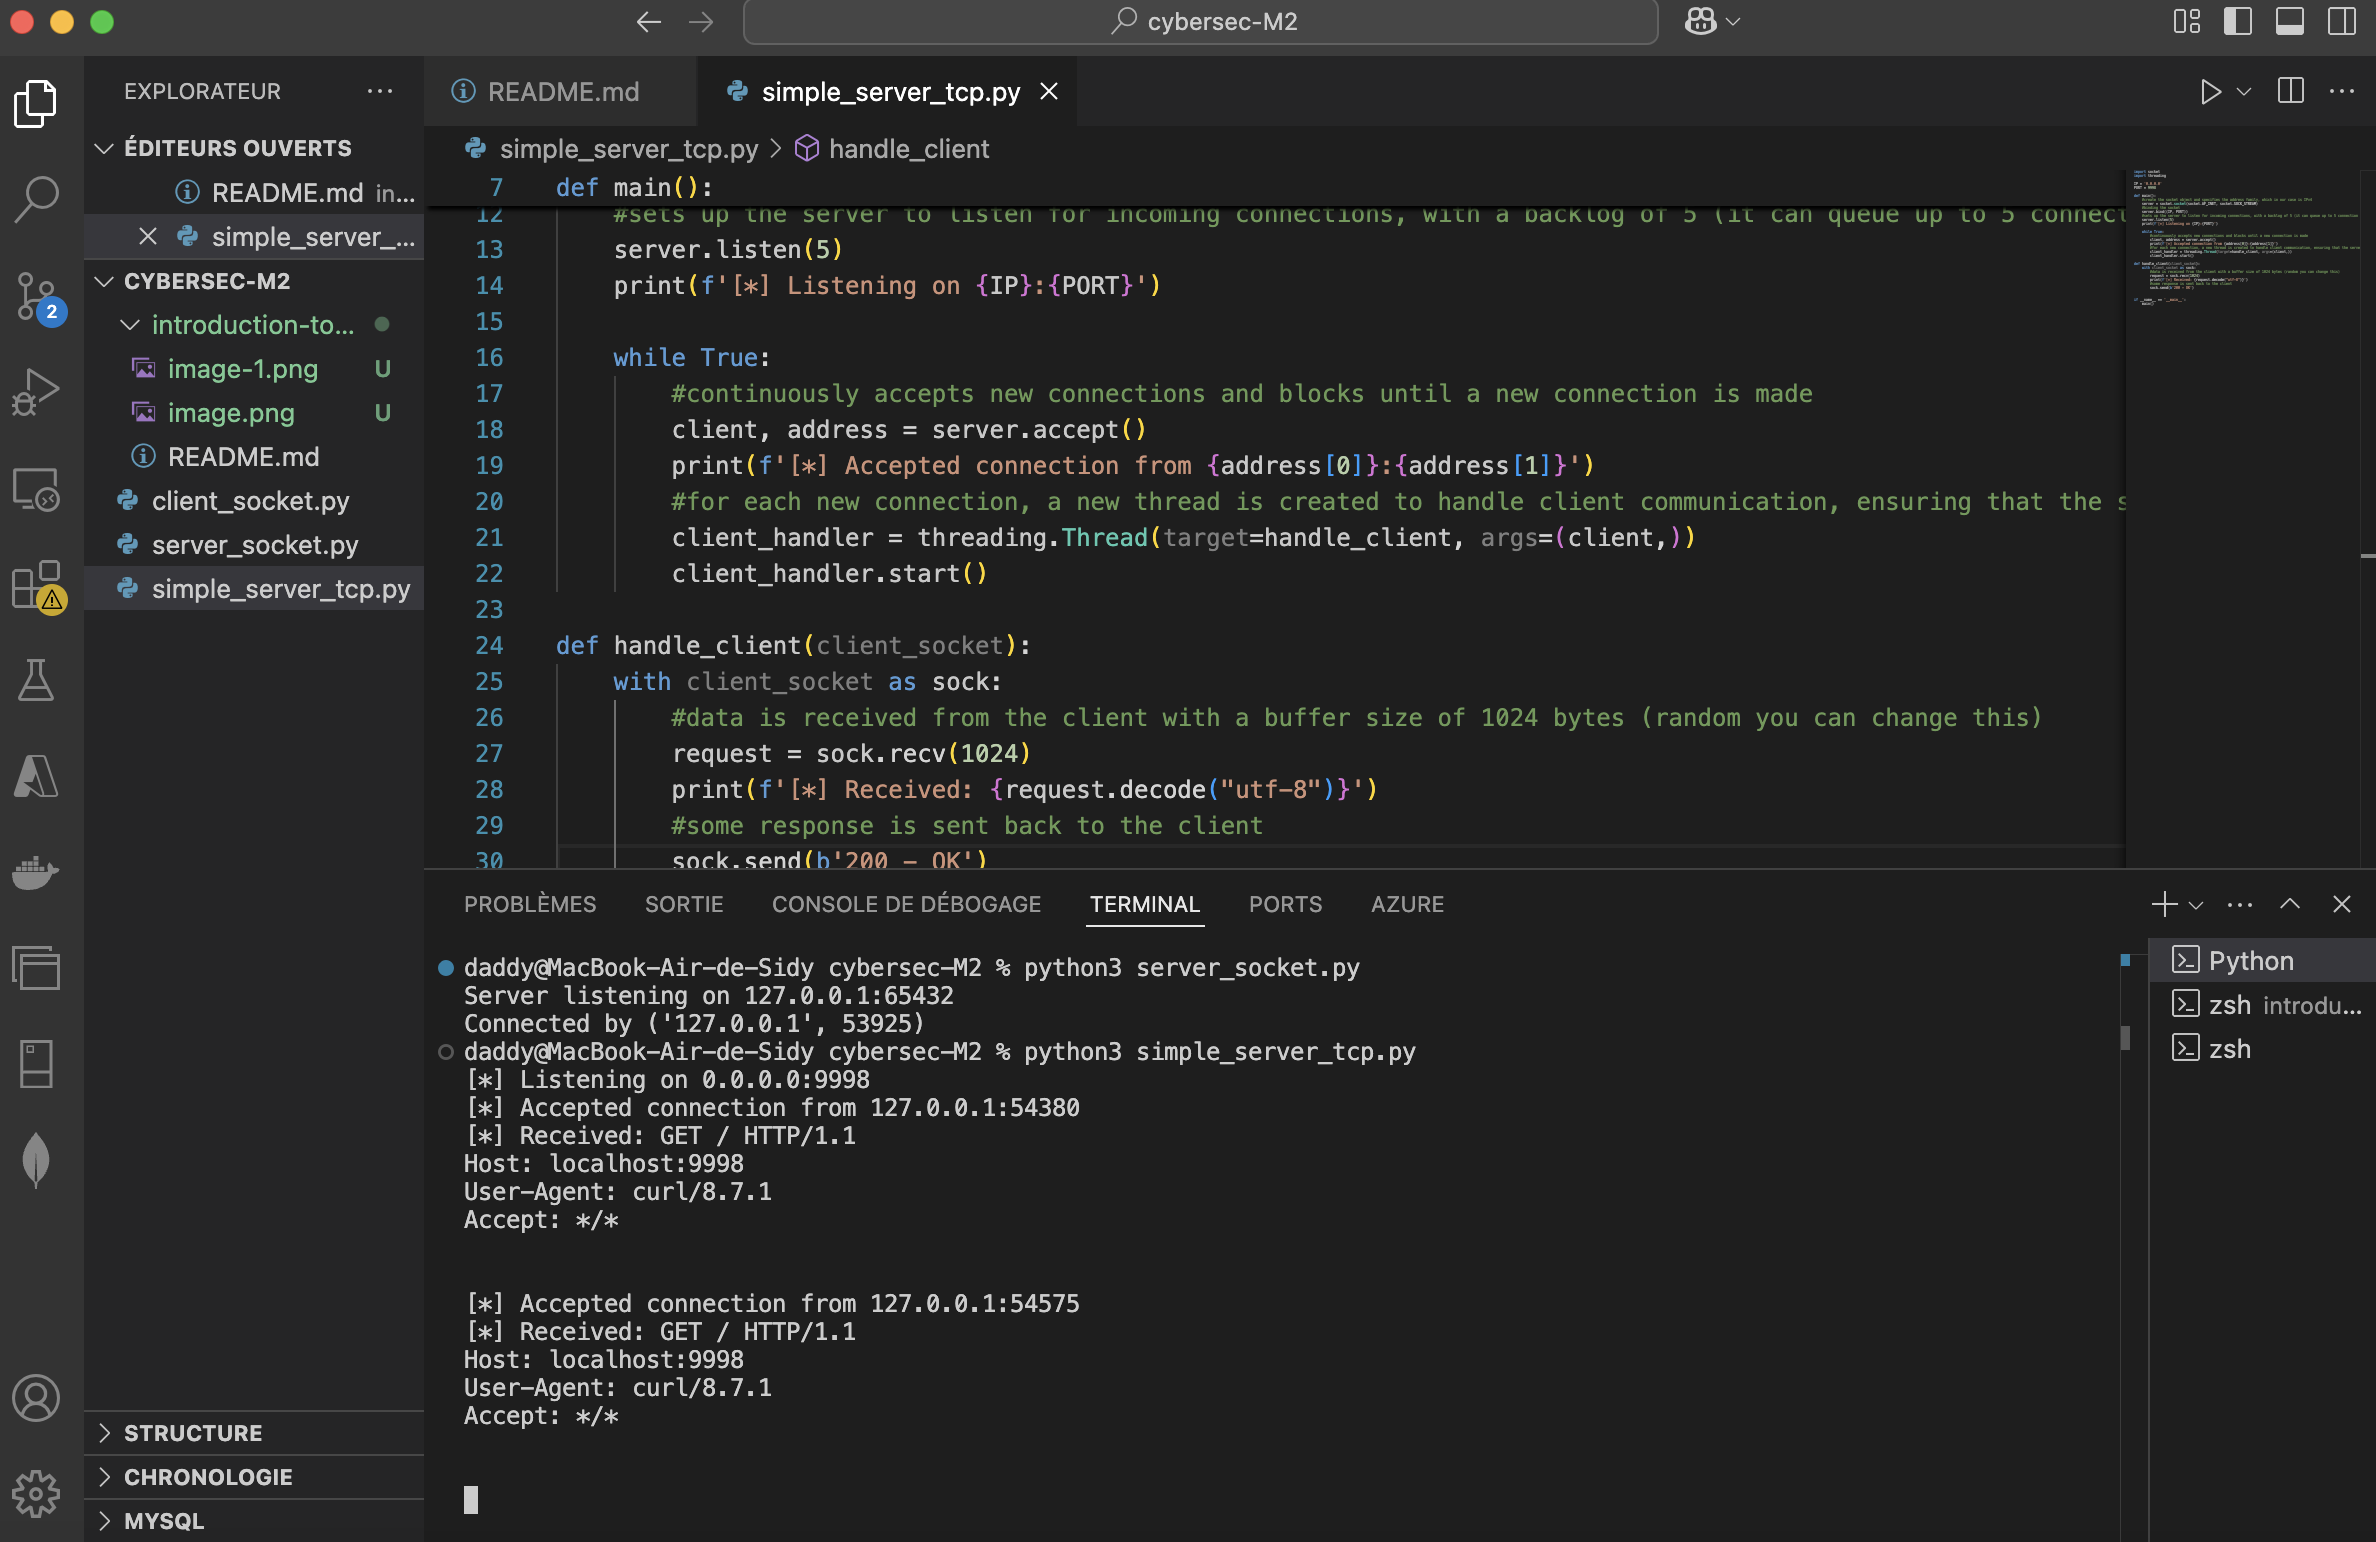 cybersec-M2
EXPLORATEUR
ÉDITEURS OUVERTS
README.md in...
simple_server_...
CYBERSEC-M2
introduction-to...
image-1.png U
image.png U
README.md
client_socket.py
server_socket.py
simple_server_tcp.py
STRUCTURE
CHRONOLOGIE
MYSQL
2
README.md
simple_server_tcp.py
simple_server_tcp.py > handle_client
7 def main():
12 #sets up the server to listen for incoming connections, with a backlog of 5 (it can queue up to 5 connect
13 server.listen(5)
14 print(f'[*] Listening on {IP}:{PORT}')
15
16 while True:
17 #continuously accepts new connections and blocks until a new connection is made
18 client, address = server.accept()
19 print(f'[*] Accepted connection from {address[0]}:{address[1]}')
20 #for each new connection, a new thread is created to handle client communication, ensuring that the s
21 client_handler = threading.Thread(target=handle_client, args=(client,))
22 client_handler.start()
23
24 def handle_client(client_socket):
25 with client_socket as sock:
26 #data is received from the client with a buffer size of 1024 bytes (random you can change this)
27 request = sock.recv(1024)
28 print(f'[*] Received: {request.decode("utf-8")}')
29 #some response is sent back to the client
30 sock.send(b'200 - OK')
PROBLÈMES SORTIE CONSOLE DE DÉBOGAGE TERMINAL PORTS AZURE
daddy@MacBook-Air-de-Sidy cybersec-M2 % python3 server_socket.py
Server listening on 127.0.0.1:65432
Connected by ('127.0.0.1', 53925)
daddy@MacBook-Air-de-Sidy cybersec-M2 % python3 simple_server_tcp.py
[*] Listening on 0.0.0.0:9998
[*] Accepted connection from 127.0.0.1:54380
[*] Received: GET / HTTP/1.1
Host: localhost:9998
User-Agent: curl/8.7.1
Accept: */*
[*] Accepted connection from 127.0.0.1:54575
[*] Received: GET / HTTP/1.1
Host: localhost:9998
User-Agent: curl/8.7.1
Accept: */*
Python
zsh introdu...
zsh